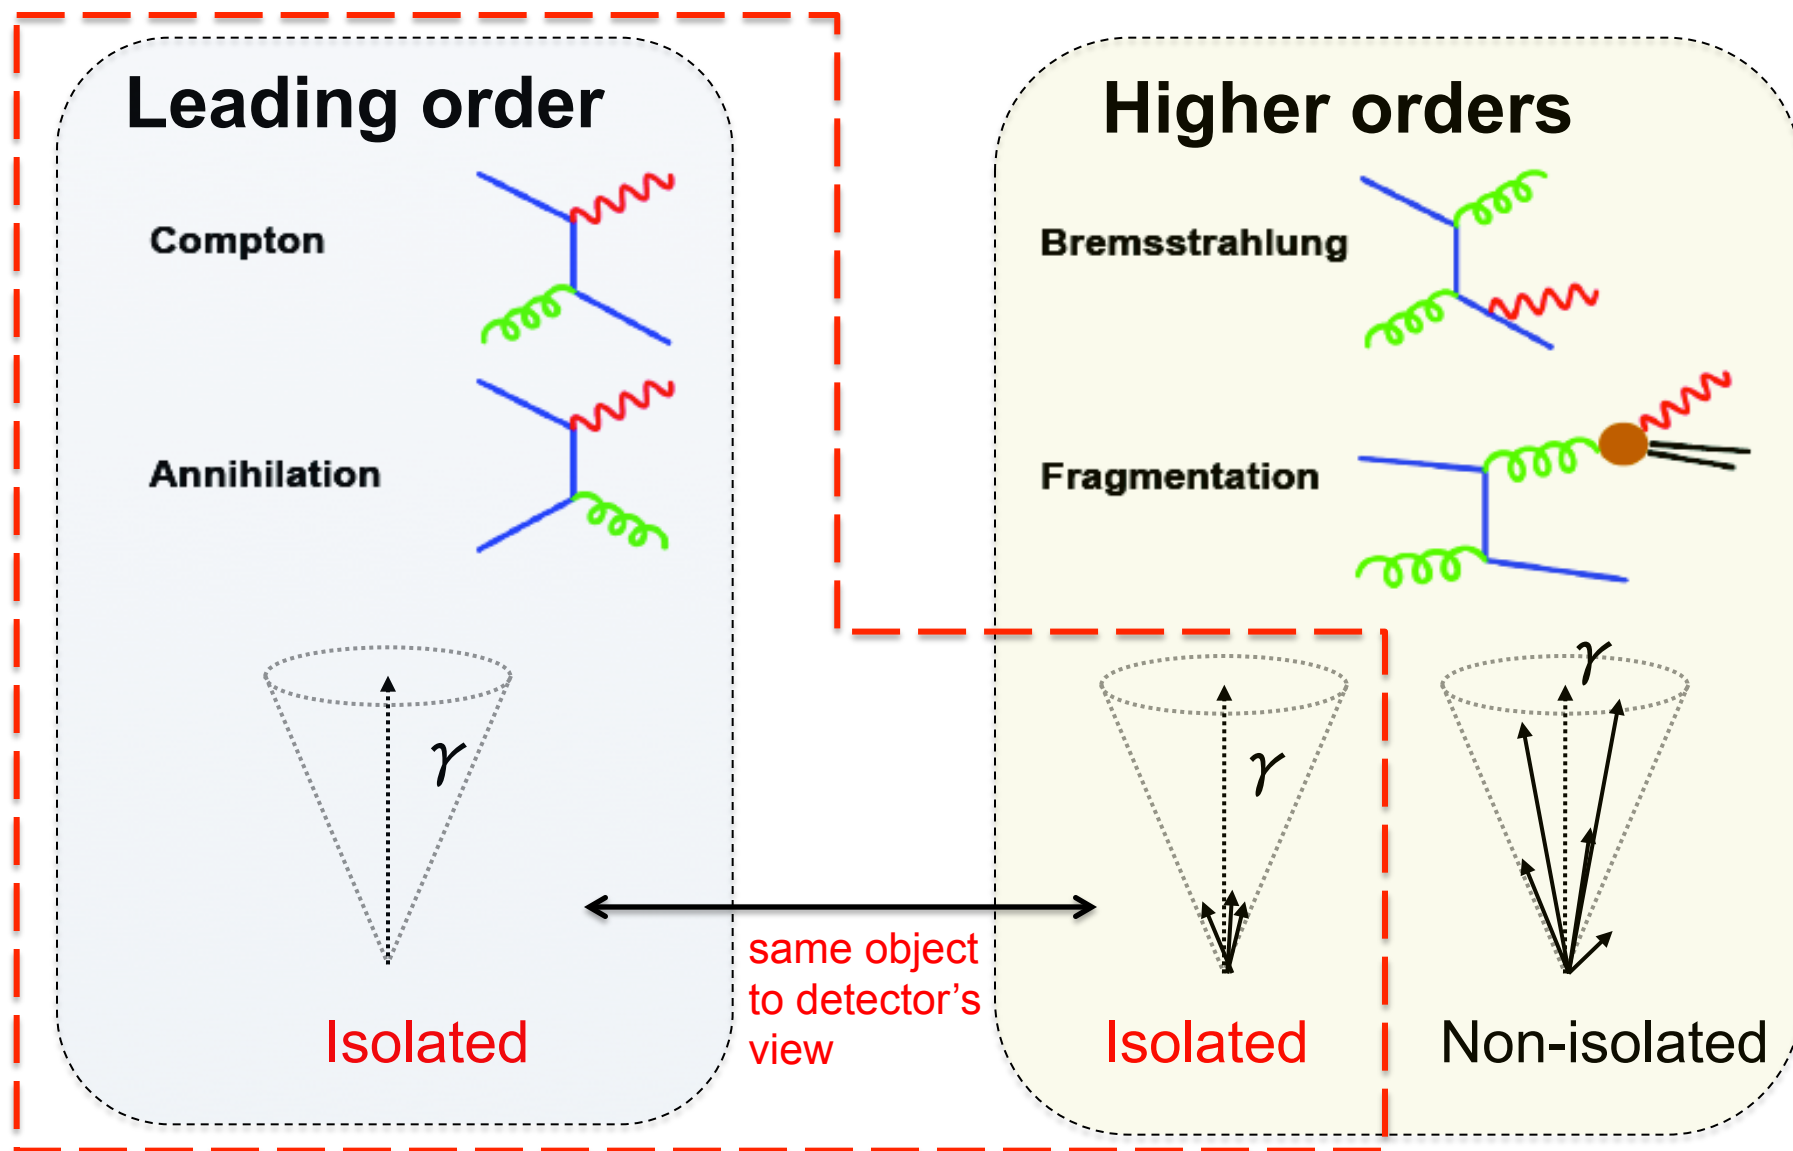 Leading order
Compton
Annihilation
γ
Isolated
same object
to detector’s
view
Higher orders
Bremsstrahlung
Fragmentation
γ
Isolated
γ
Non-isolated